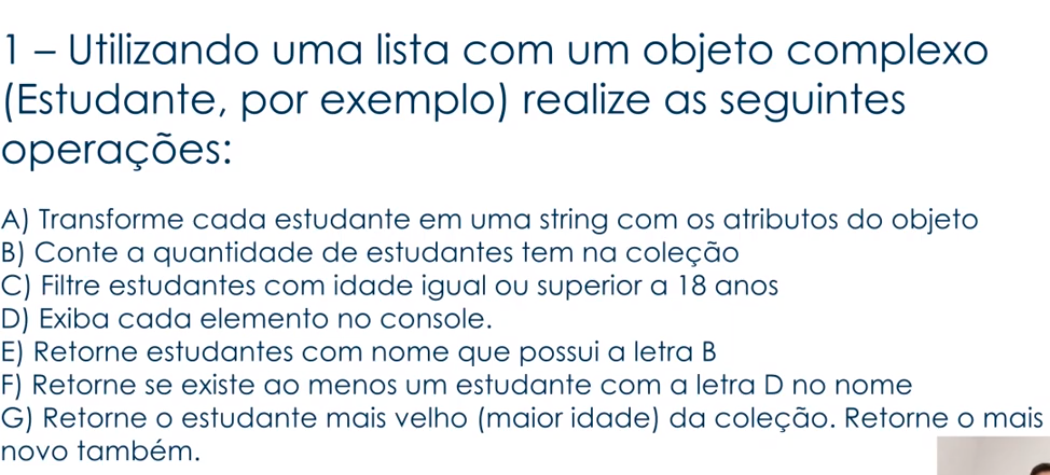 1 – Utilizando uma lista com um objeto complexo
(Estudante, por exemplo) realize as seguintes
operações:
A) Transforme cada estudante em uma string com os atributos do objeto
B) Conte a quantidade de estudantes tem na coleção
C) Filtre estudantes com idade igual ou superior a 18 anos
D) Exiba cada elemento no console.
E) Retorne estudantes com nome que possui a letra B
F) Retorne se existe ao menos um estudante com a letra D no nome
G) Retorne o estudante mais velho (maior idade) da coleção. Retorne o mais
novo também.